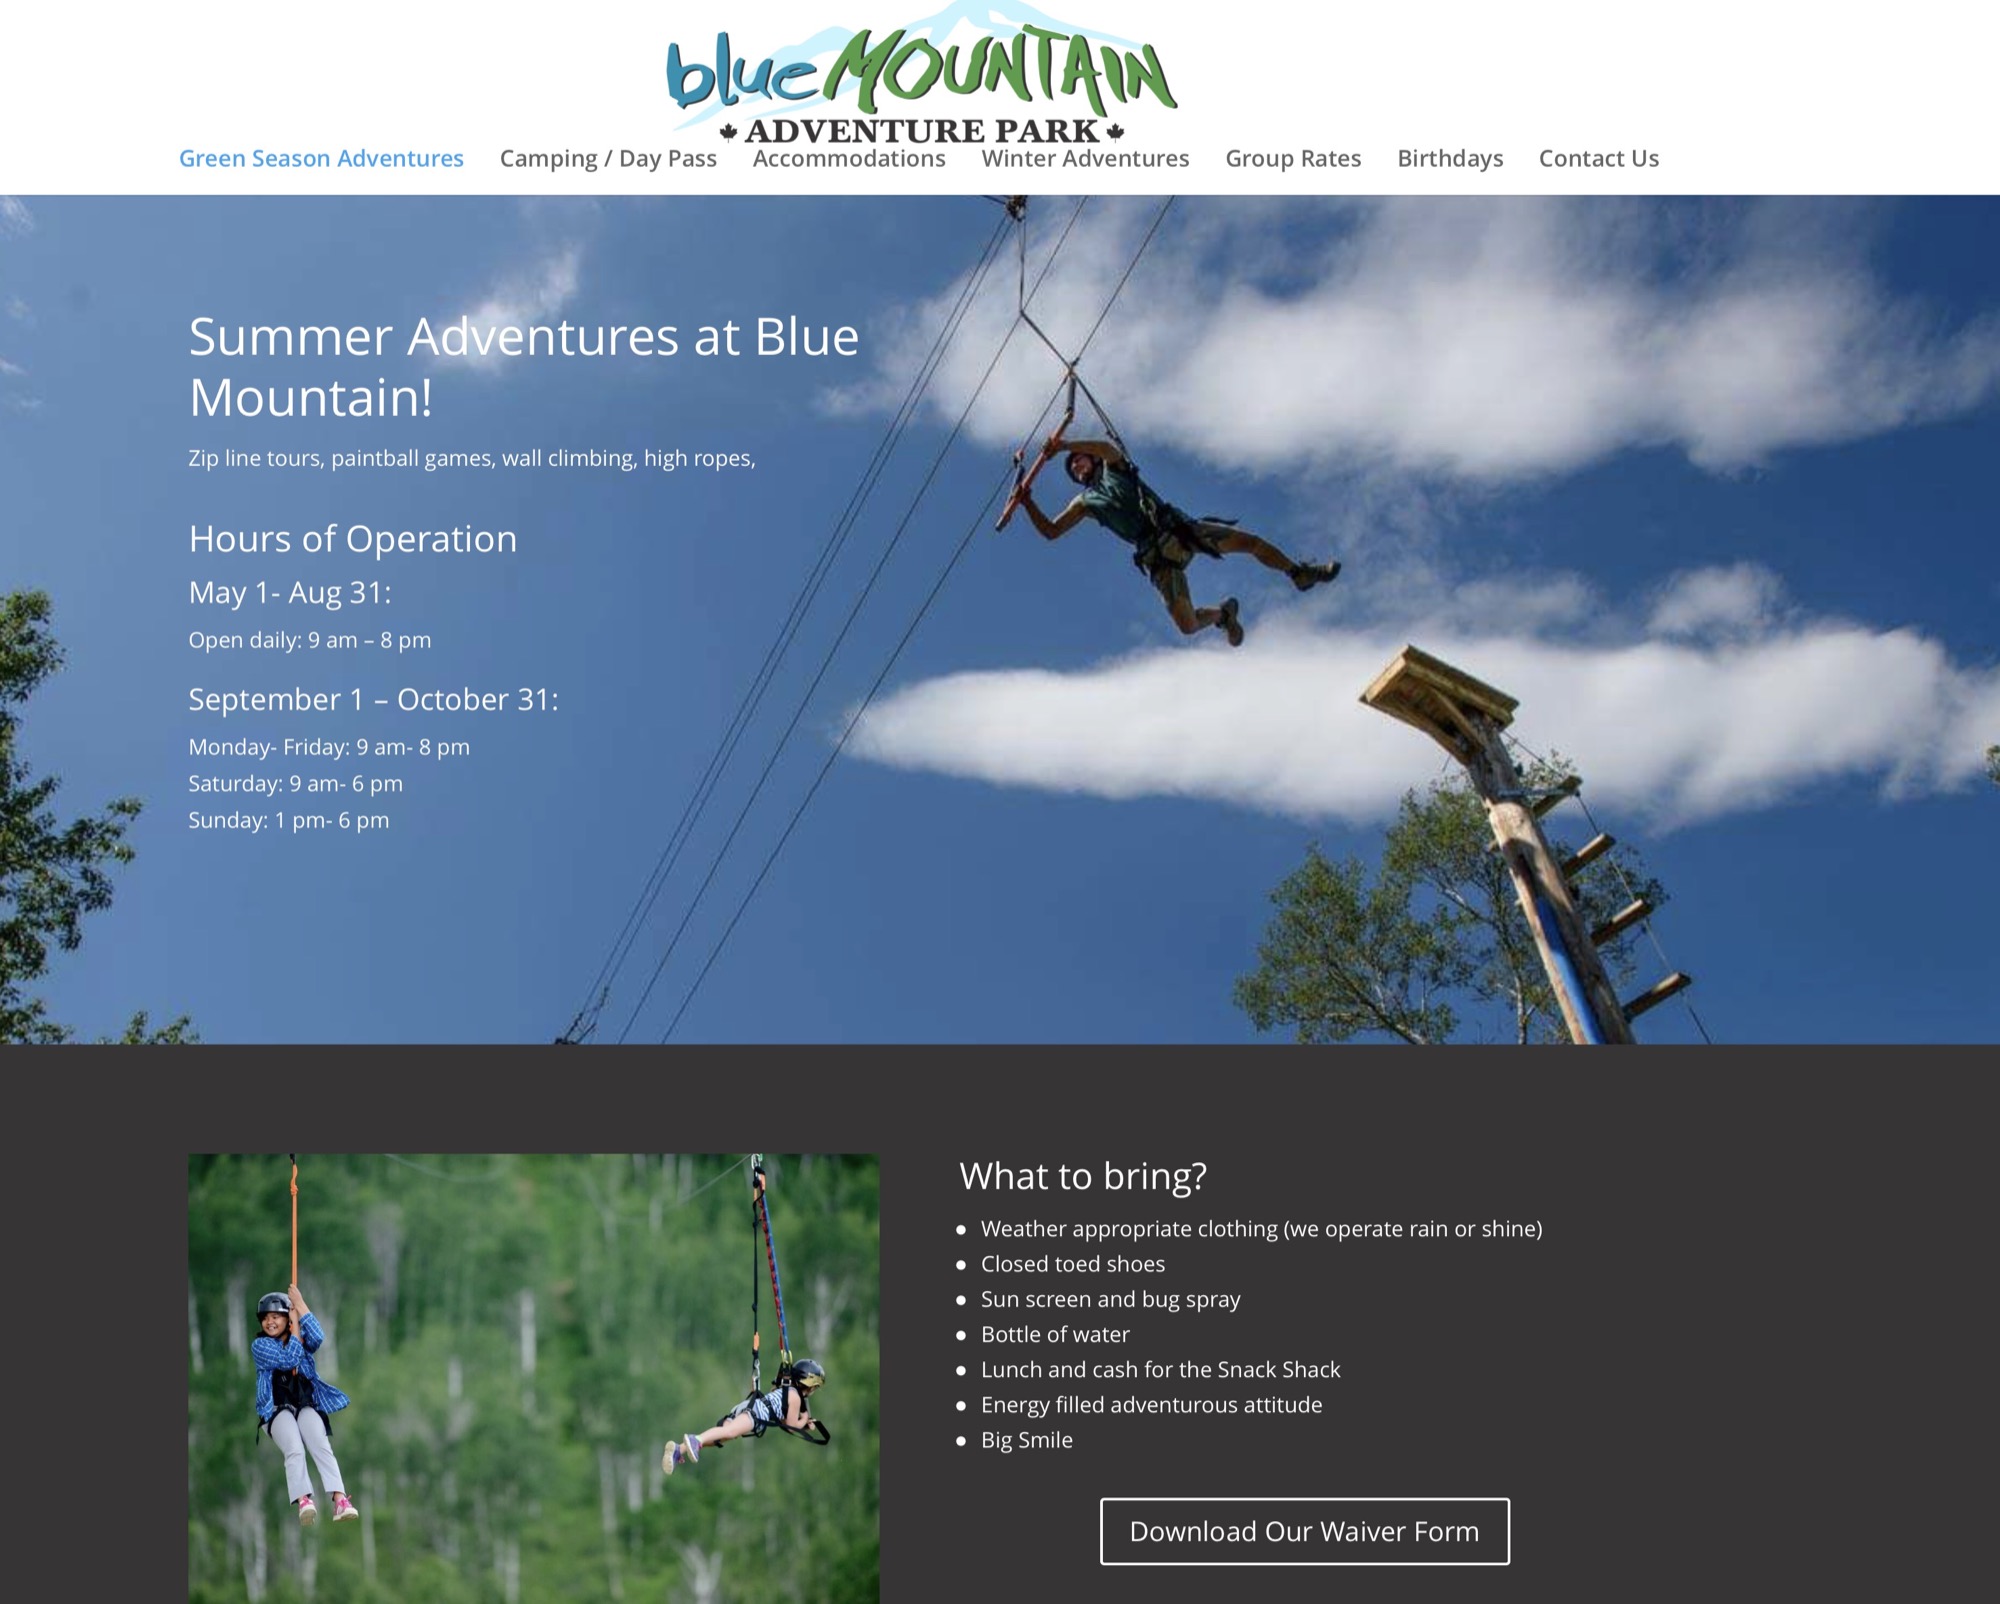 blue MOUNTAIN
ADVENTURE PARK
Green Season Adventures Camping / Day Pass Accommodations Winter Adventures Group Rates Birthdays Contact Us
Summer Adventures at Blue
Mountain!
Zip line tours, paintball games, wall climbing, high ropes,
Hours of Operation
May 1- Aug 31:
Open daily: 9 am – 8 pm
September 1 – October 31:
Monday- Friday: 9 am- 8 pm
Saturday: 9 am- 6 pm
Sunday: 1 pm- 6 pm
What to bring?
• Weather appropriate clothing (we operate rain or shine)
• Closed toed shoes
• Sun screen and bug spray
• Bottle of water
• Lunch and cash for the Snack Shack
• Energy filled adventurous attitude
• Big Smile
Download Our Waiver Form